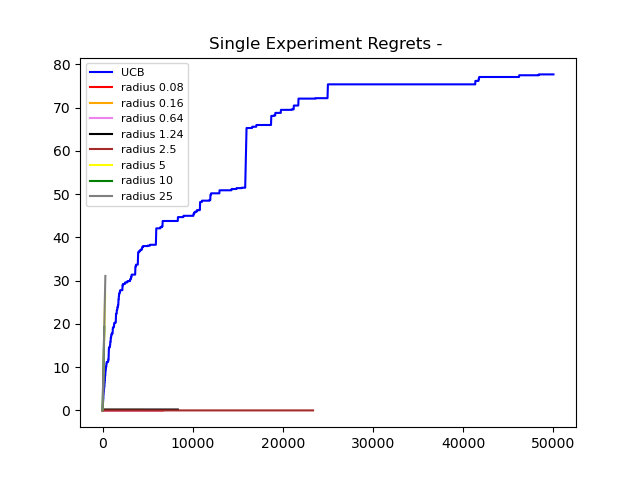 Single Experiment Regrets -
80
70
60
50
40
30
20
10
0
UCB
radius 0.08
radius 0.16
radius 0.64
radius 1.24
radius 2.5
radius 5
radius 10
radius 25
0 10000 20000 30000 40000 50000